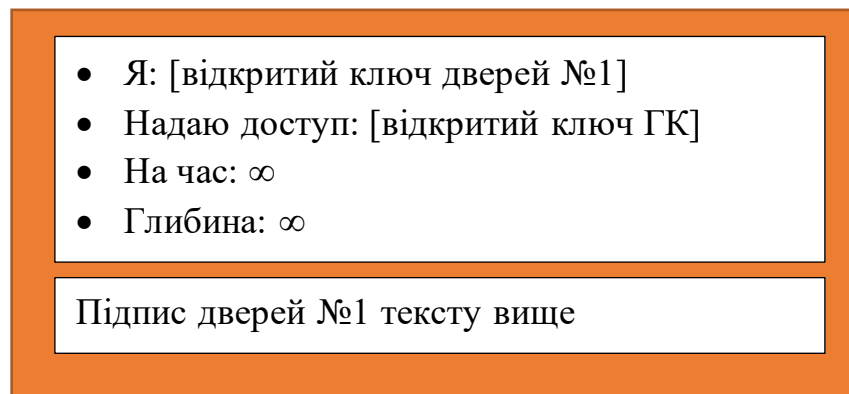 • Я: [відкритий ключ дверей №1]
• Надаю доступ: [відкритий ключ ГК]
• На час: ∞
• Глибина: ∞
Підпис дверей №1 тексту вище